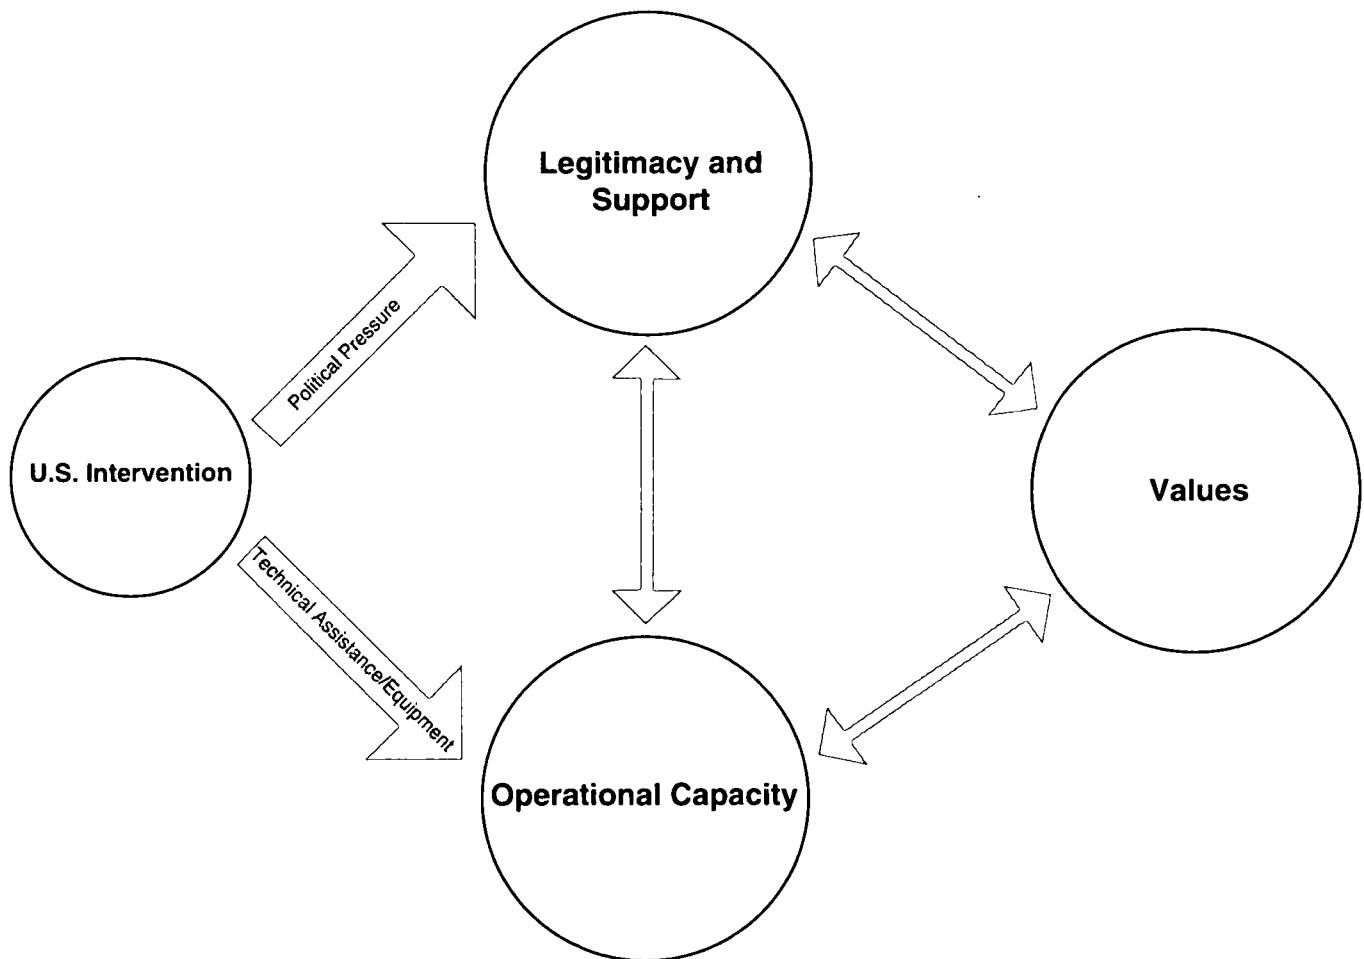 Legitimacy and
Support
Political Pressure
U.S. Intervention
Values
Technical Assistance/Equipment
Operational Capacity